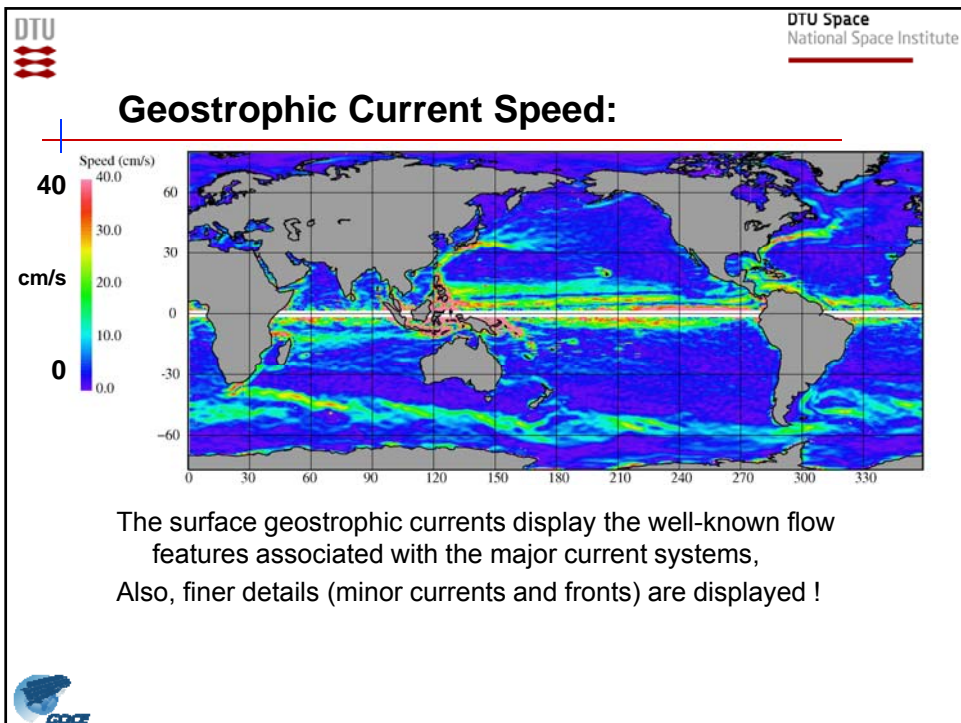 DTU
DTU Space
National Space Institute
Geostrophic Current Speed:
Speed (cm/s)
40
40.0
30.0
cm/s
20.0
10.0
0
0.0
60
30
0
-30
-60
0 30 60 90 120 150 180 210 240 270 300 330
The surface geostrophic currents display the well-known flow
features associated with the major current systems,
Also, finer details (minor currents and fronts) are displayed !